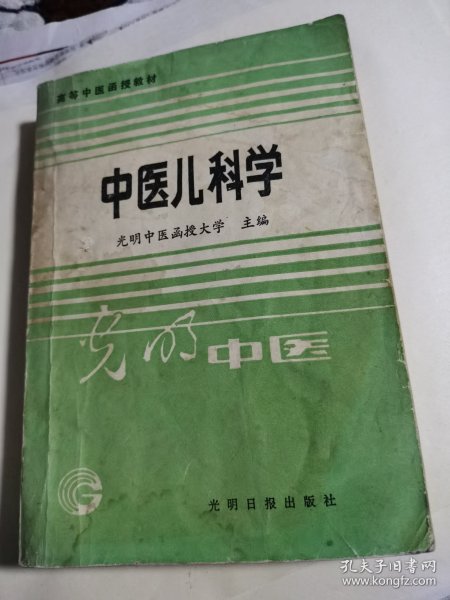 高等中医函授教材
中医儿科学
光明中医函授大学 主编
光明中医
光明日报出版社
孔夫子旧书网
www.kongfz.com